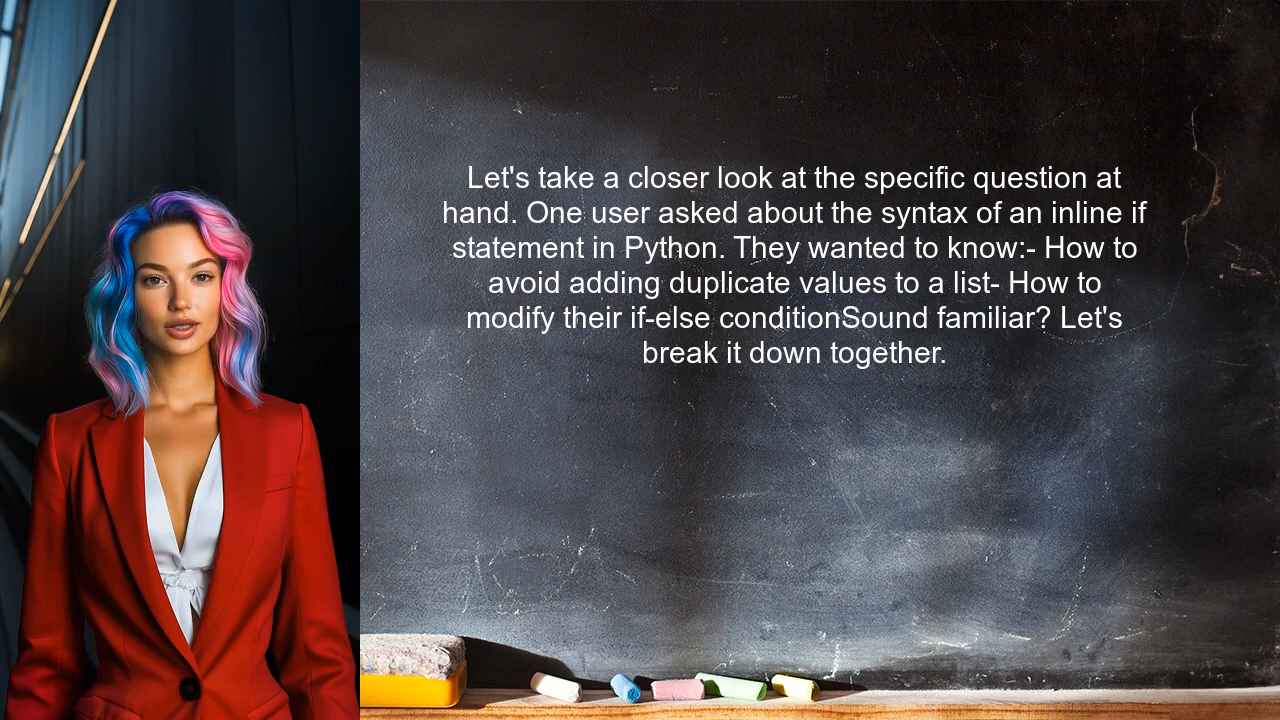 Let's take a closer look at the specific question at
hand. One user asked about the syntax of an inline if
statement in Python. They wanted to know:- How to
avoid adding duplicate values to a list- How to
modify their if-else conditionSound familiar? Let's
break it down together.